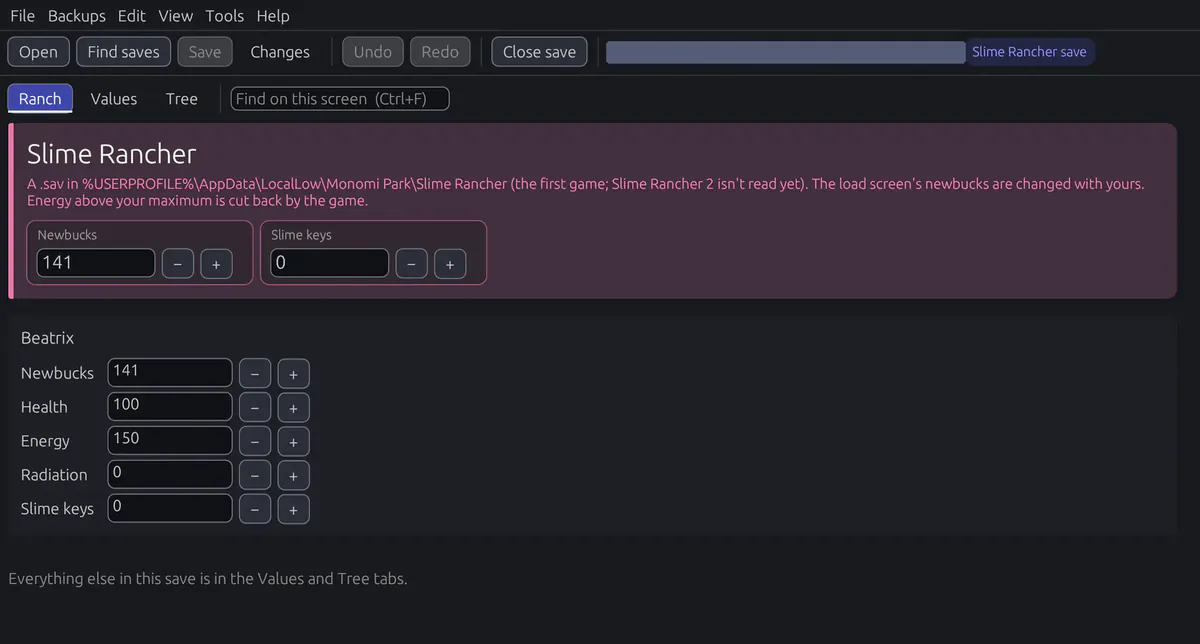 File Backups Edit View Tools Help
Open Find saves Save Changes Undo Redo Close save Slime Rancher save
Ranch Values Tree Find on this screen (Ctrl+F)
Slime Rancher
A .sav in %USERPROFILE%\AppData\LocalLow\Monomi Park\Slime Rancher (the first game; Slime Rancher 2 isn't read yet). The load screen's newbucks are changed with yours.
Energy above your maximum is cut back by the game.
Newbucks Slime keys
141 − + 0 − +
Beatrix
Newbucks 141 − +
Health 100 − +
Energy 150 − +
Radiation 0 − +
Slime keys 0 − +
Everything else in this save is in the Values and Tree tabs.